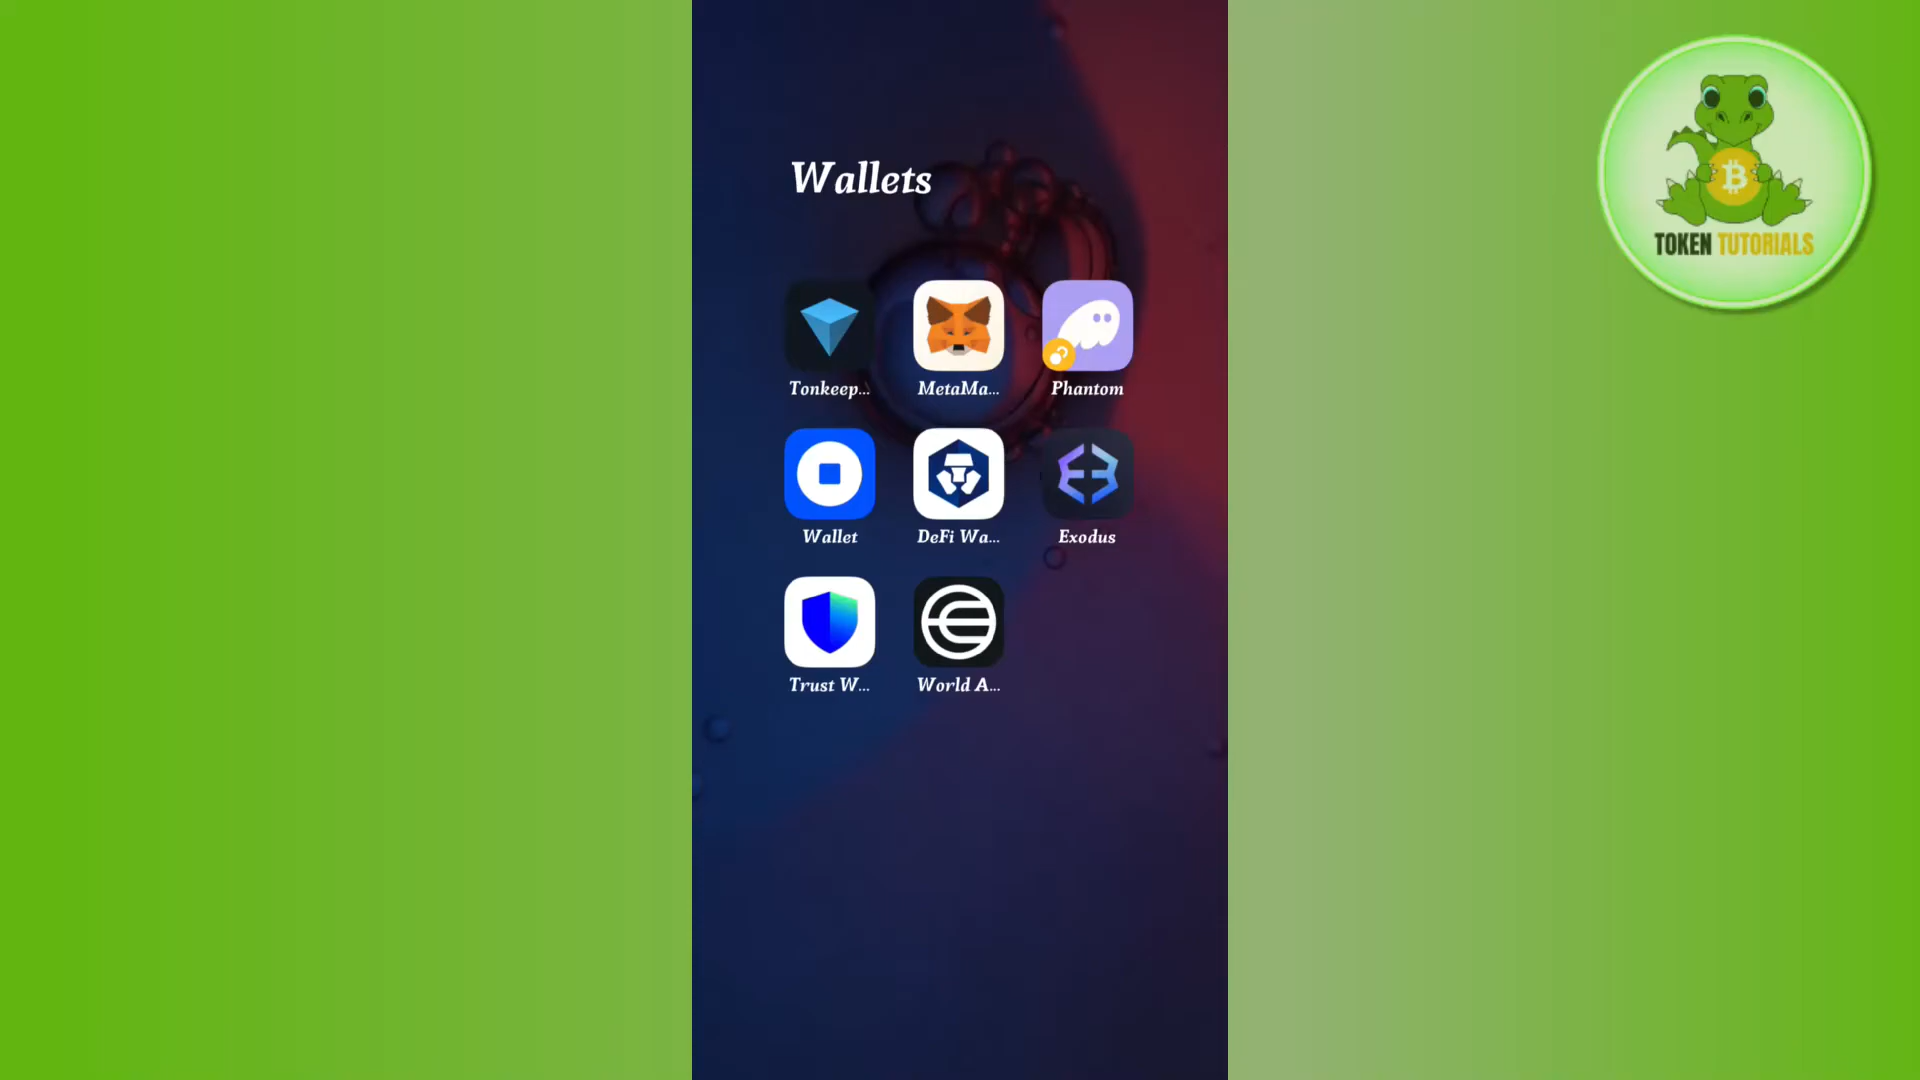 Wallets
Tonkeep...
MetaMa...
Phantom
Wallet
DeFi Wa...
Exodus
Trust W...
World A...
TOKEN TUTORIALS